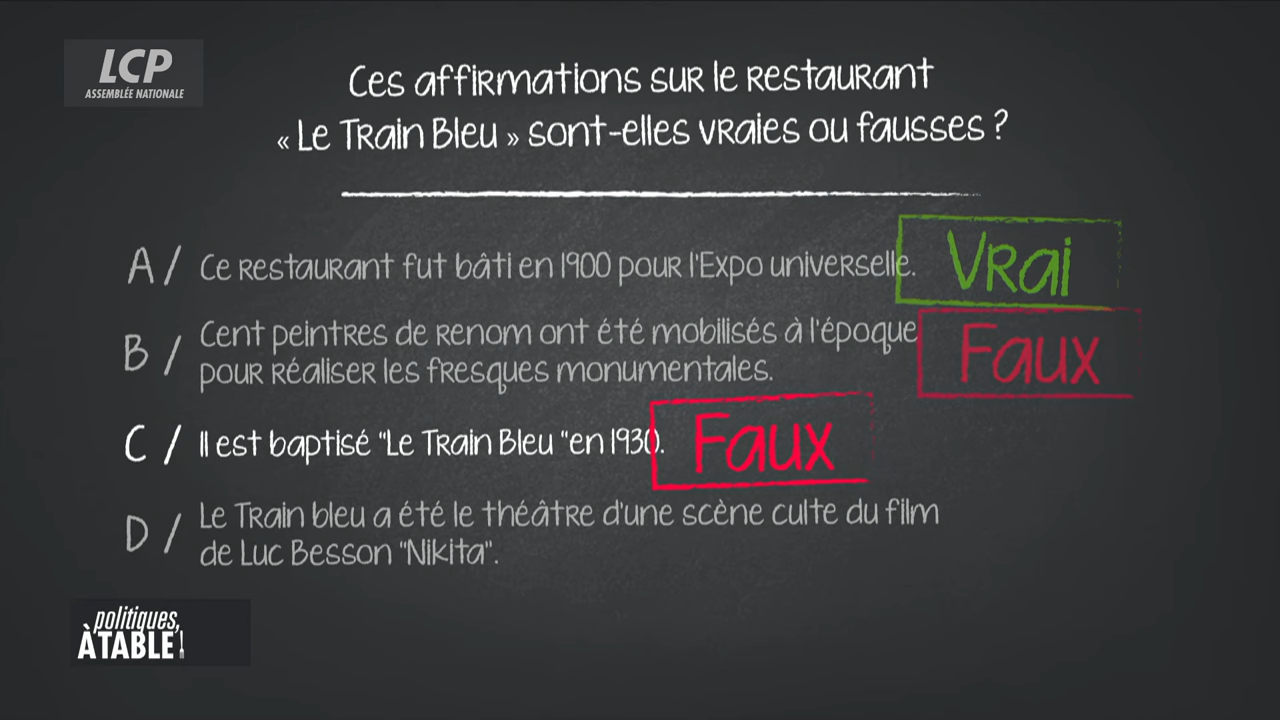 LCP
ASSEMBLÉE NATIONALE
Ces affirmations sur le restaurant
« Le Train Bleu » sont-elles vraies ou fausses ?
A / Ce restaurant fut bâti en 1900 pour l'Expo universelle. Vrai
B / Cent peintres de renom ont été mobilisés à l'époque
pour réaliser les fresques monumentales. Faux
C / Il est baptisé "Le Train Bleu "en 1930. Faux
D / Le Train bleu a été le théâtre d'une scène culte du film
de Luc Besson "Nikita".
politiques,
À TABLE !